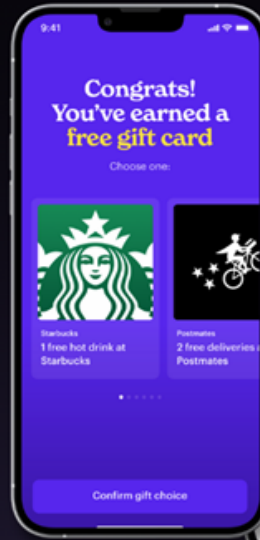 9:41
Congrats!
You've earned a
free gift card
Choose one:
Starbucks
1 free hot drink at
Starbucks
Postmates
2 free deliveries
Postmates
Confirm gift choice